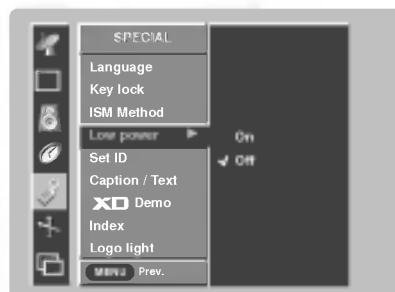 SPECIAL
Language
Key lock
ISM Method
Low power ▶ On
Set ID ✓ Off
Caption / Text
XD Demo
Index
Logo light
MENU Prev.